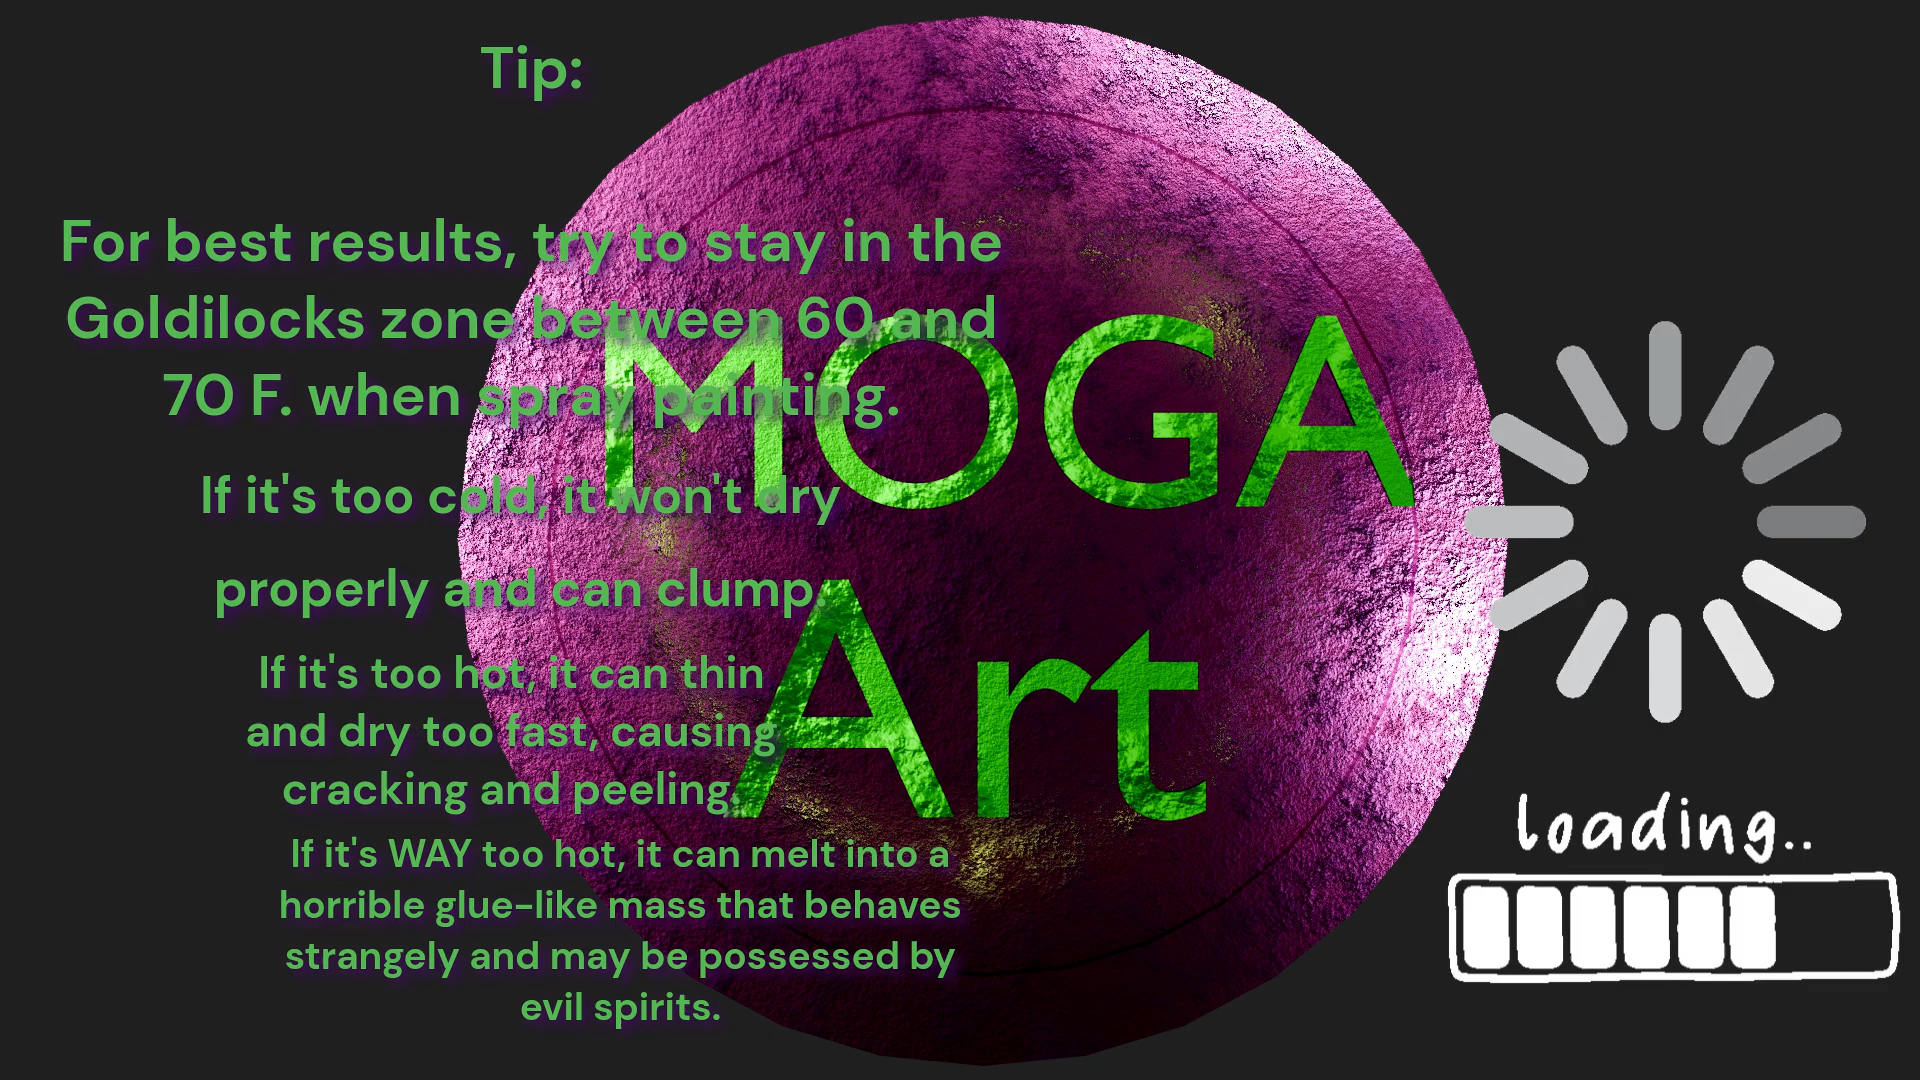 Tip:
For best results, try to stay in the
Goldilocks zone between 60 and
70 F. when spray painting.
If it's too cold, it won't dry
properly and can clump.
If it's too hot, it can thin
and dry too fast, causing
cracking and peeling.
If it's WAY too hot, it can melt into a
horrible glue-like mass that behaves
strangely and may be possessed by
evil spirits.
MOGA
Art
loading..